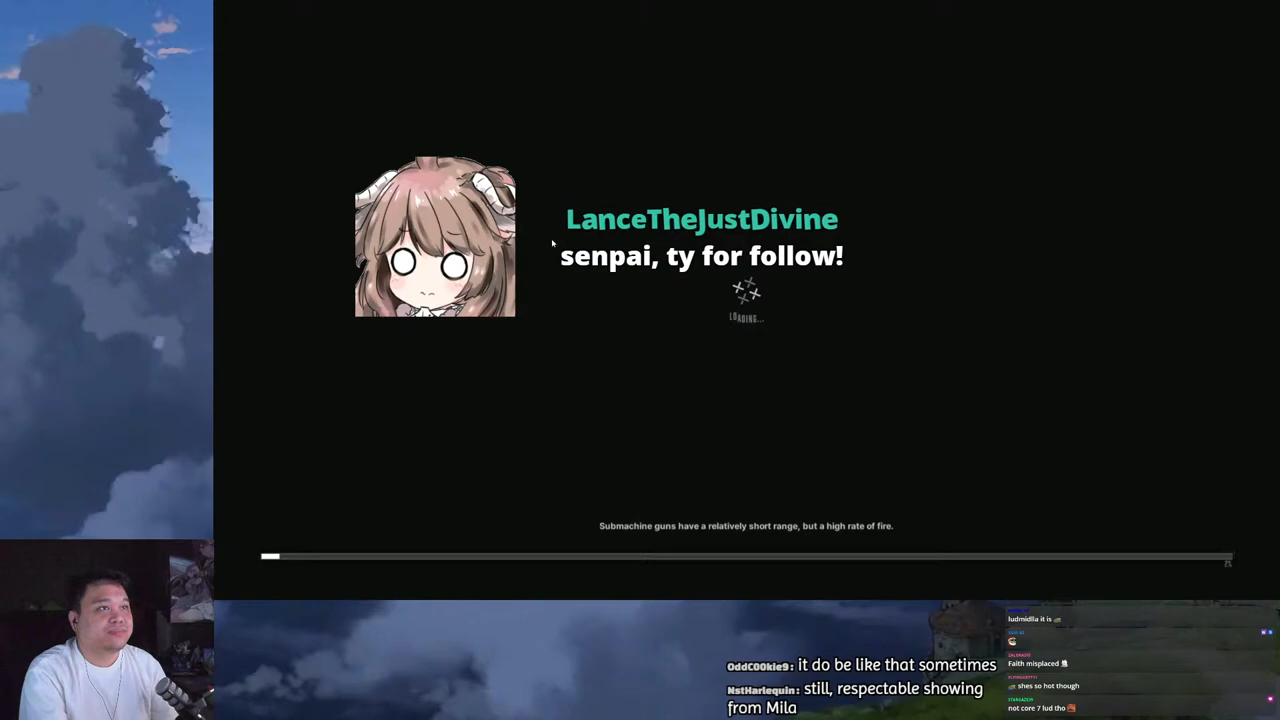 LanceTheJustDivine
senpai, ty for follow!
LOADING...
Submachine guns have a relatively short range, but a high rate of fire.
2%
OddC00kie9: it do be like that sometimes
NstHarlequin: still, respectable showing
from Mila
ludmidlla it is
Faith misplaced
shes so hot though
not core 7 lud tho